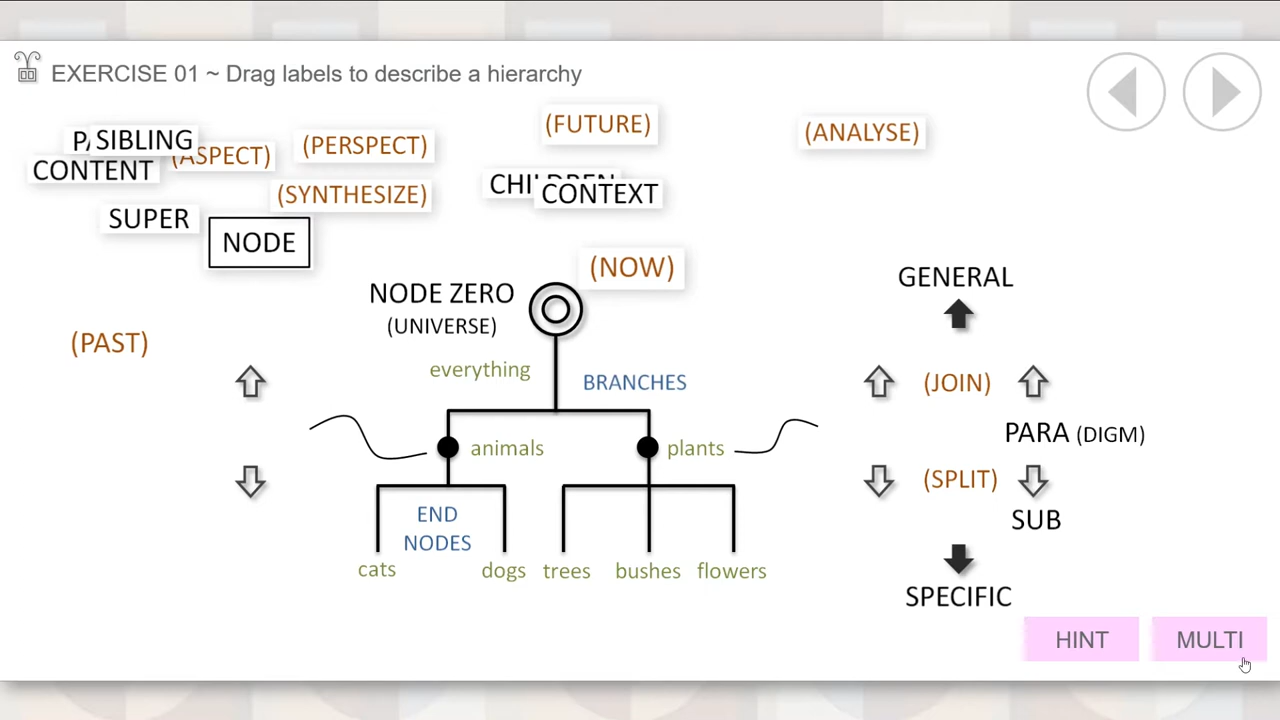 EXERCISE 01 ~ Drag labels to describe a hierarchy
(FUTURE)
(ANALYSE)
SIBLING
(ASPECT)
(PERSPECT)
CONTENT
CHILDREN
CONTEXT
(SYNTHESIZE)
SUPER
NODE
(NOW)
GENERAL
NODE ZERO
(UNIVERSE)
(PAST)
everything
BRANCHES
(JOIN)
PARA (DIGM)
animals
plants
(SPLIT)
END
NODES
SUB
cats
dogs
trees
bushes
flowers
SPECIFIC
HINT
MULTI